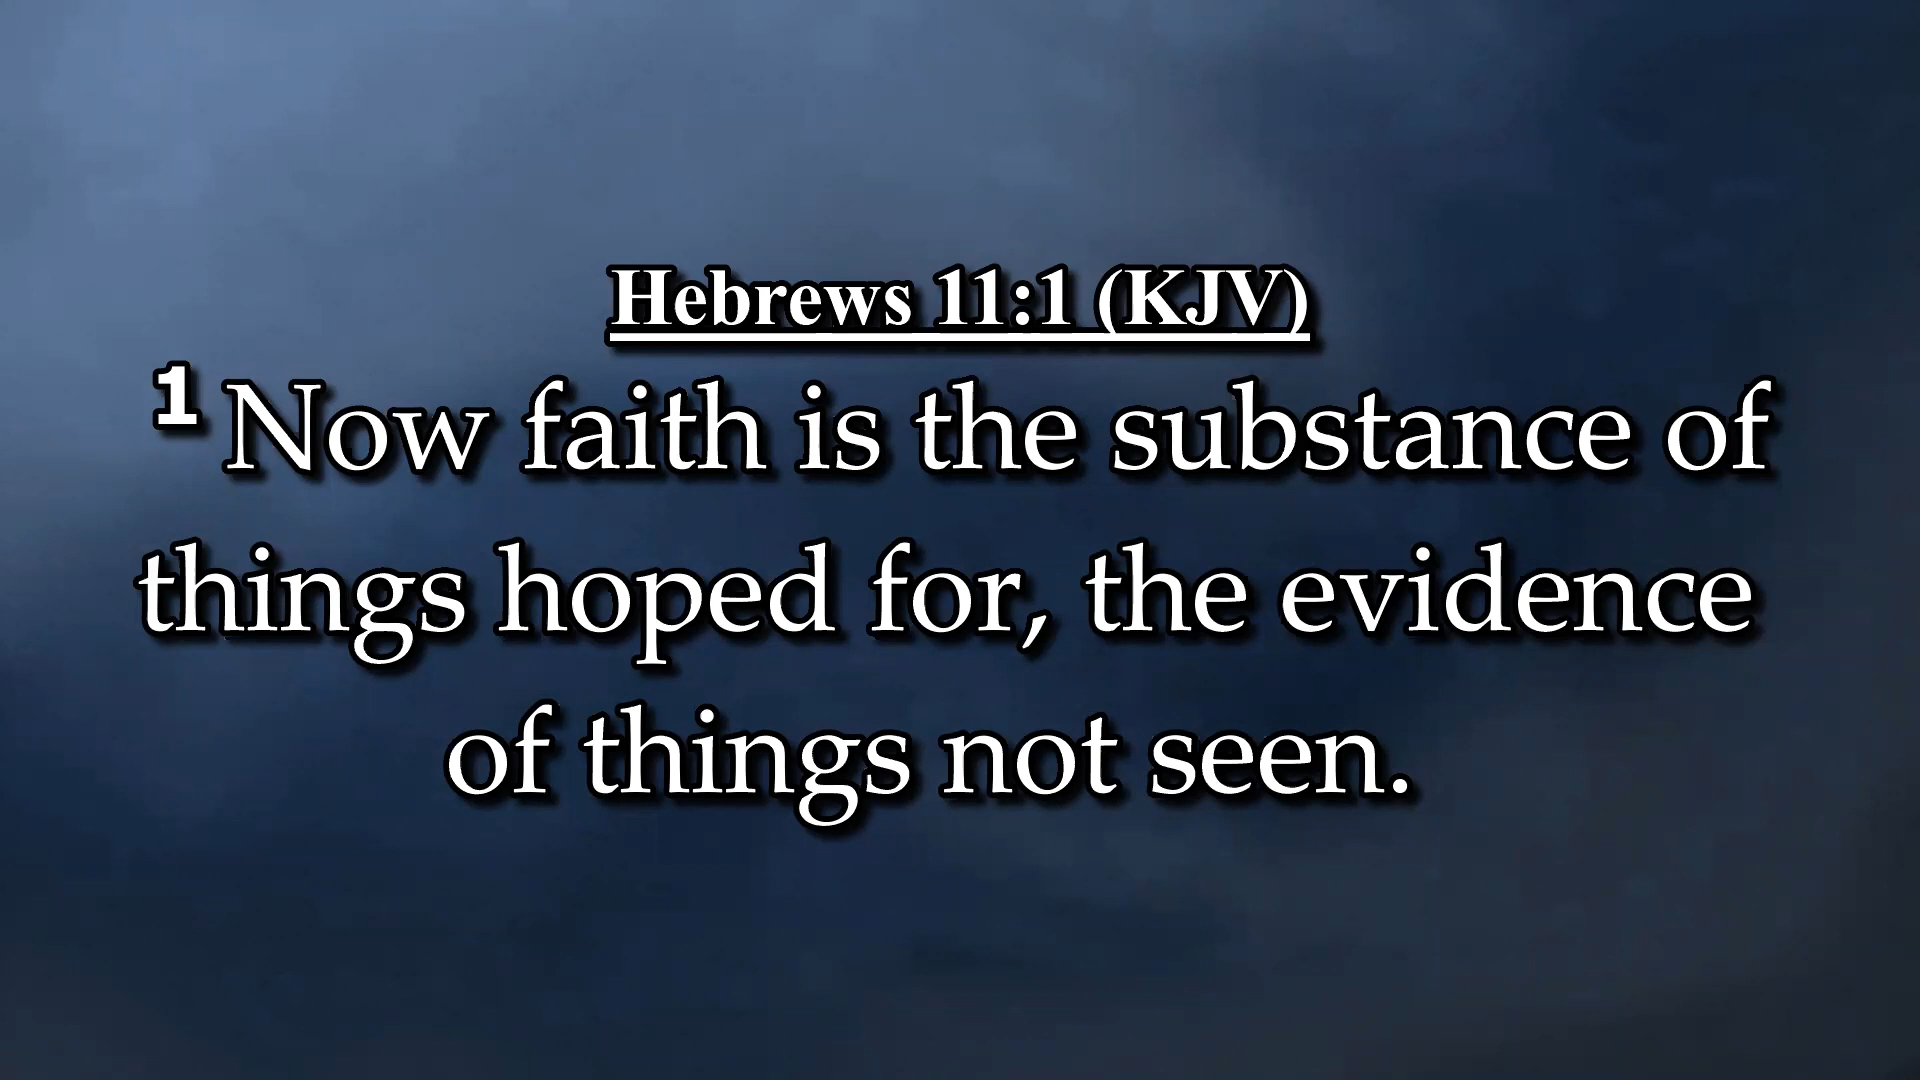 Hebrews 11:1 (KJV)
1 Now faith is the substance of
things hoped for, the evidence
of things not seen.